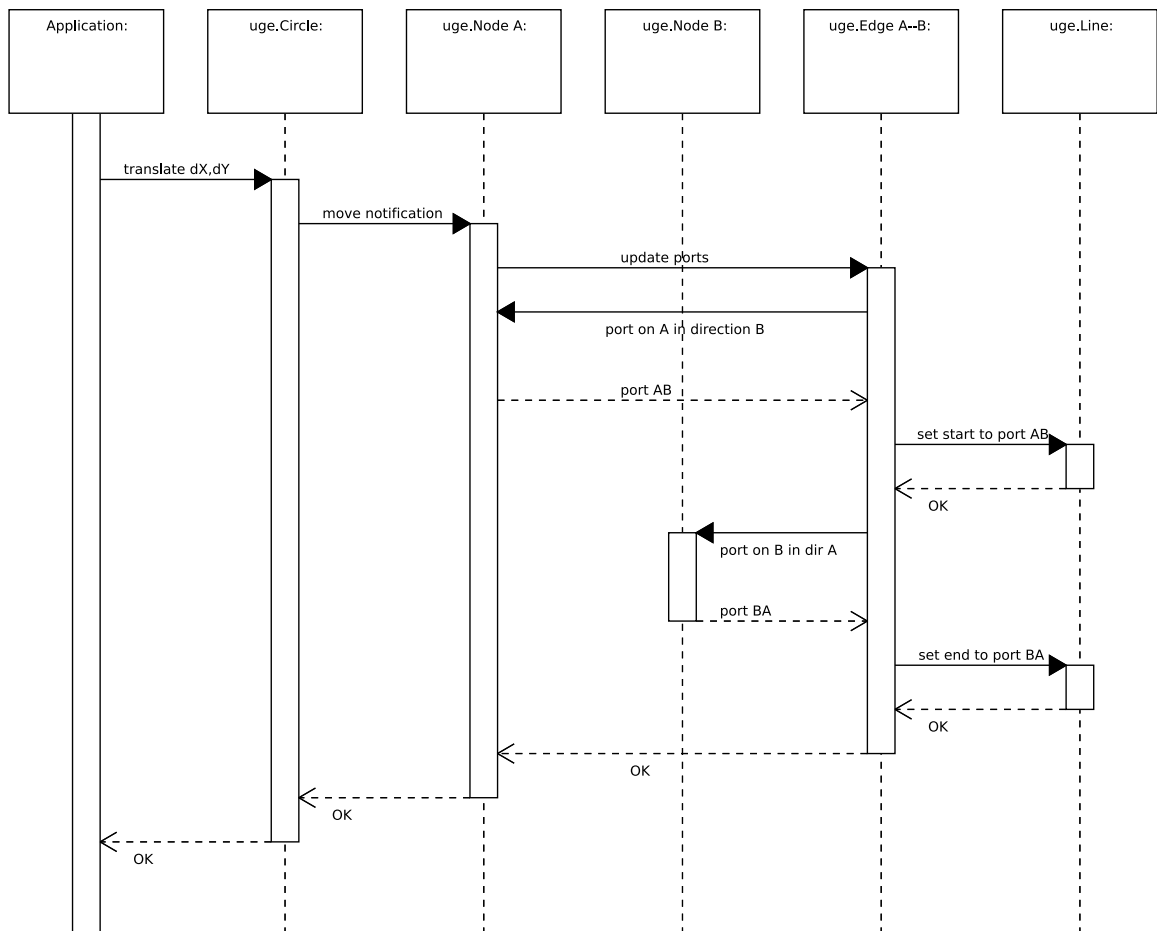 Application:
uge.Circle:
uge.Node A:
uge.Node B:
uge.Edge A--B:
uge.Line:
translate dX,dY
move notification
update ports
port on A in direction B
port AB
set start to port AB
OK
port on B in dir A
port BA
set end to port BA
OK
OK
OK
OK